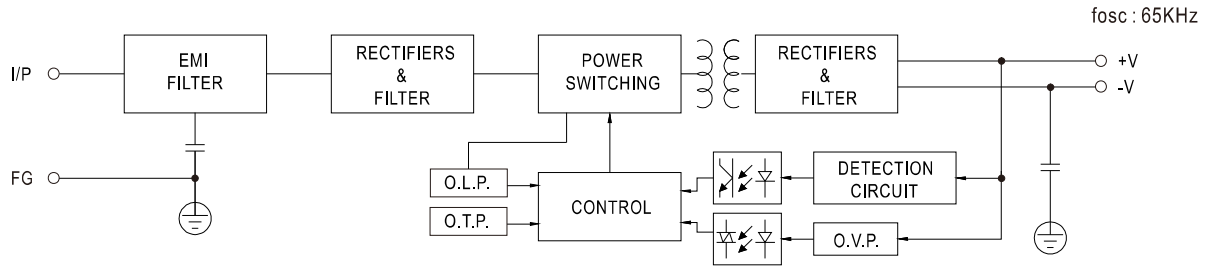 fosc : 65KHz
I/P
EMI
FILTER
RECTIFIERS
&
FILTER
POWER
SWITCHING
RECTIFIERS
&
FILTER
+V
-V
FG
O.L.P.
O.T.P.
CONTROL
DETECTION
CIRCUIT
O.V.P.